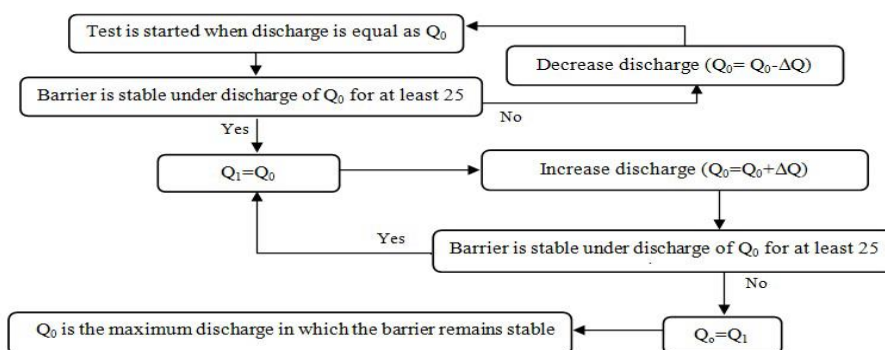 Test is started when discharge is equal as Q₀
Decrease discharge (Q₀= Q₀-ΔQ)
Barrier is stable under discharge of Q₀ for at least 25
No
Yes
Q₁=Q₀
Increase discharge (Q₀=Q₀+ΔQ)
Yes
Barrier is stable under discharge of Q₀ for at least 25
No
Q₀ is the maximum discharge in which the barrier remains stable
Qₒ=Q₁